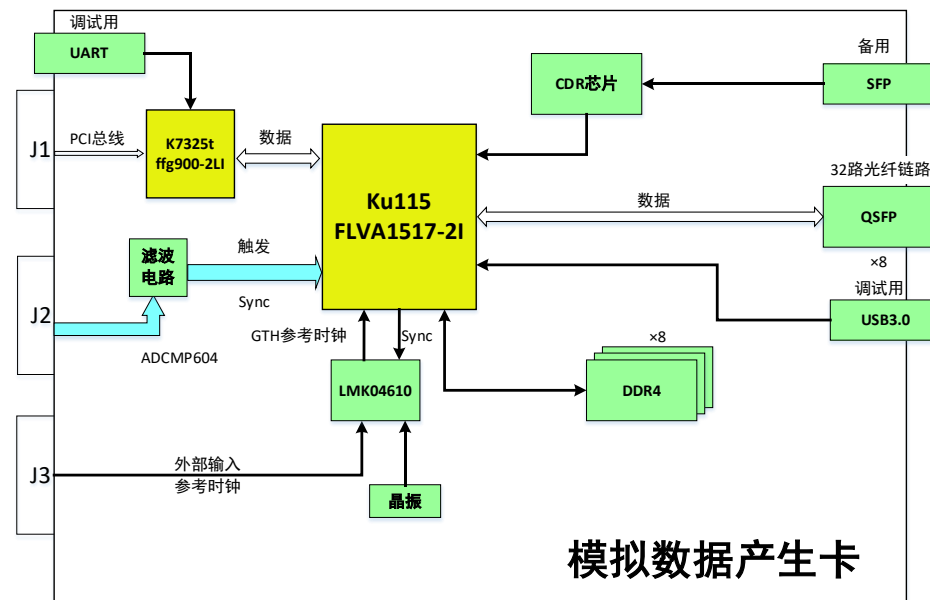 调试用
UART
J1
PCI总线
K7325t
ffg900-2LI
数据
Ku115
FLVA1517-2I
CDR芯片
备用
SFP
32路光纤链路
数据
QSFP
×8
调试用
USB3.0
J2
滤波
电路
触发
Sync
ADCMP604
GTH参考时钟
Sync
LMK04610
×8
DDR4
J3
外部输入
参考时钟
晶振
模拟数据产生卡